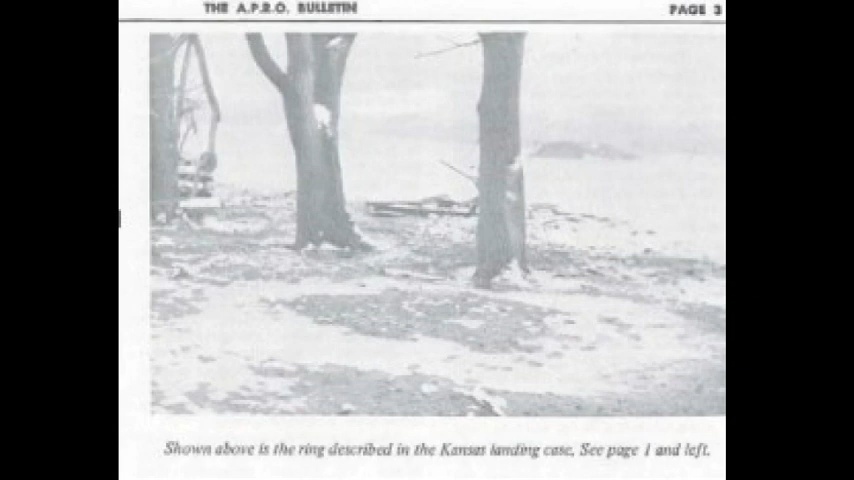 THE A.P.R.O. BULLETIN
PAGE 3
Shown above is the ring described in the Kansas landing case, See page 1 and left.